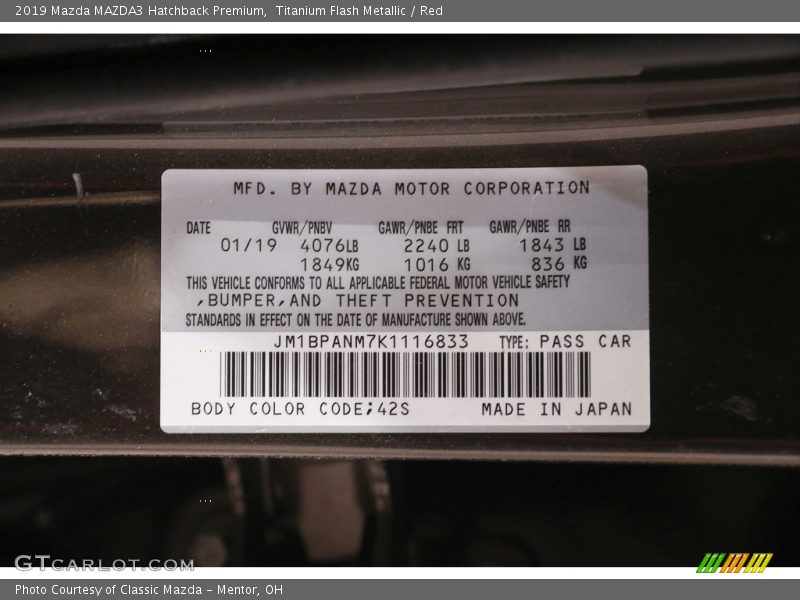 2019 Mazda MAZDA3 Hatchback Premium, Titanium Flash Metallic / Red
MFD. BY MAZDA MOTOR CORPORATION
DATE GVWR/PNBV GAWR/PNBE FRT GAWR/PNBE RR
01/19 4076LB 2240 LB 1843 LB
1849KG 1016 KG 836 KG
THIS VEHICLE CONFORMS TO ALL APPLICABLE FEDERAL MOTOR VEHICLE SAFETY
,BUMPER,AND THEFT PREVENTION
STANDARDS IN EFFECT ON THE DATE OF MANUFACTURE SHOWN ABOVE.
JM1BPANM7K1116833 TYPE: PASS CAR
BODY COLOR CODE;42S MADE IN JAPAN
GTCARLOT.COM
Photo Courtesy of Classic Mazda - Mentor, OH